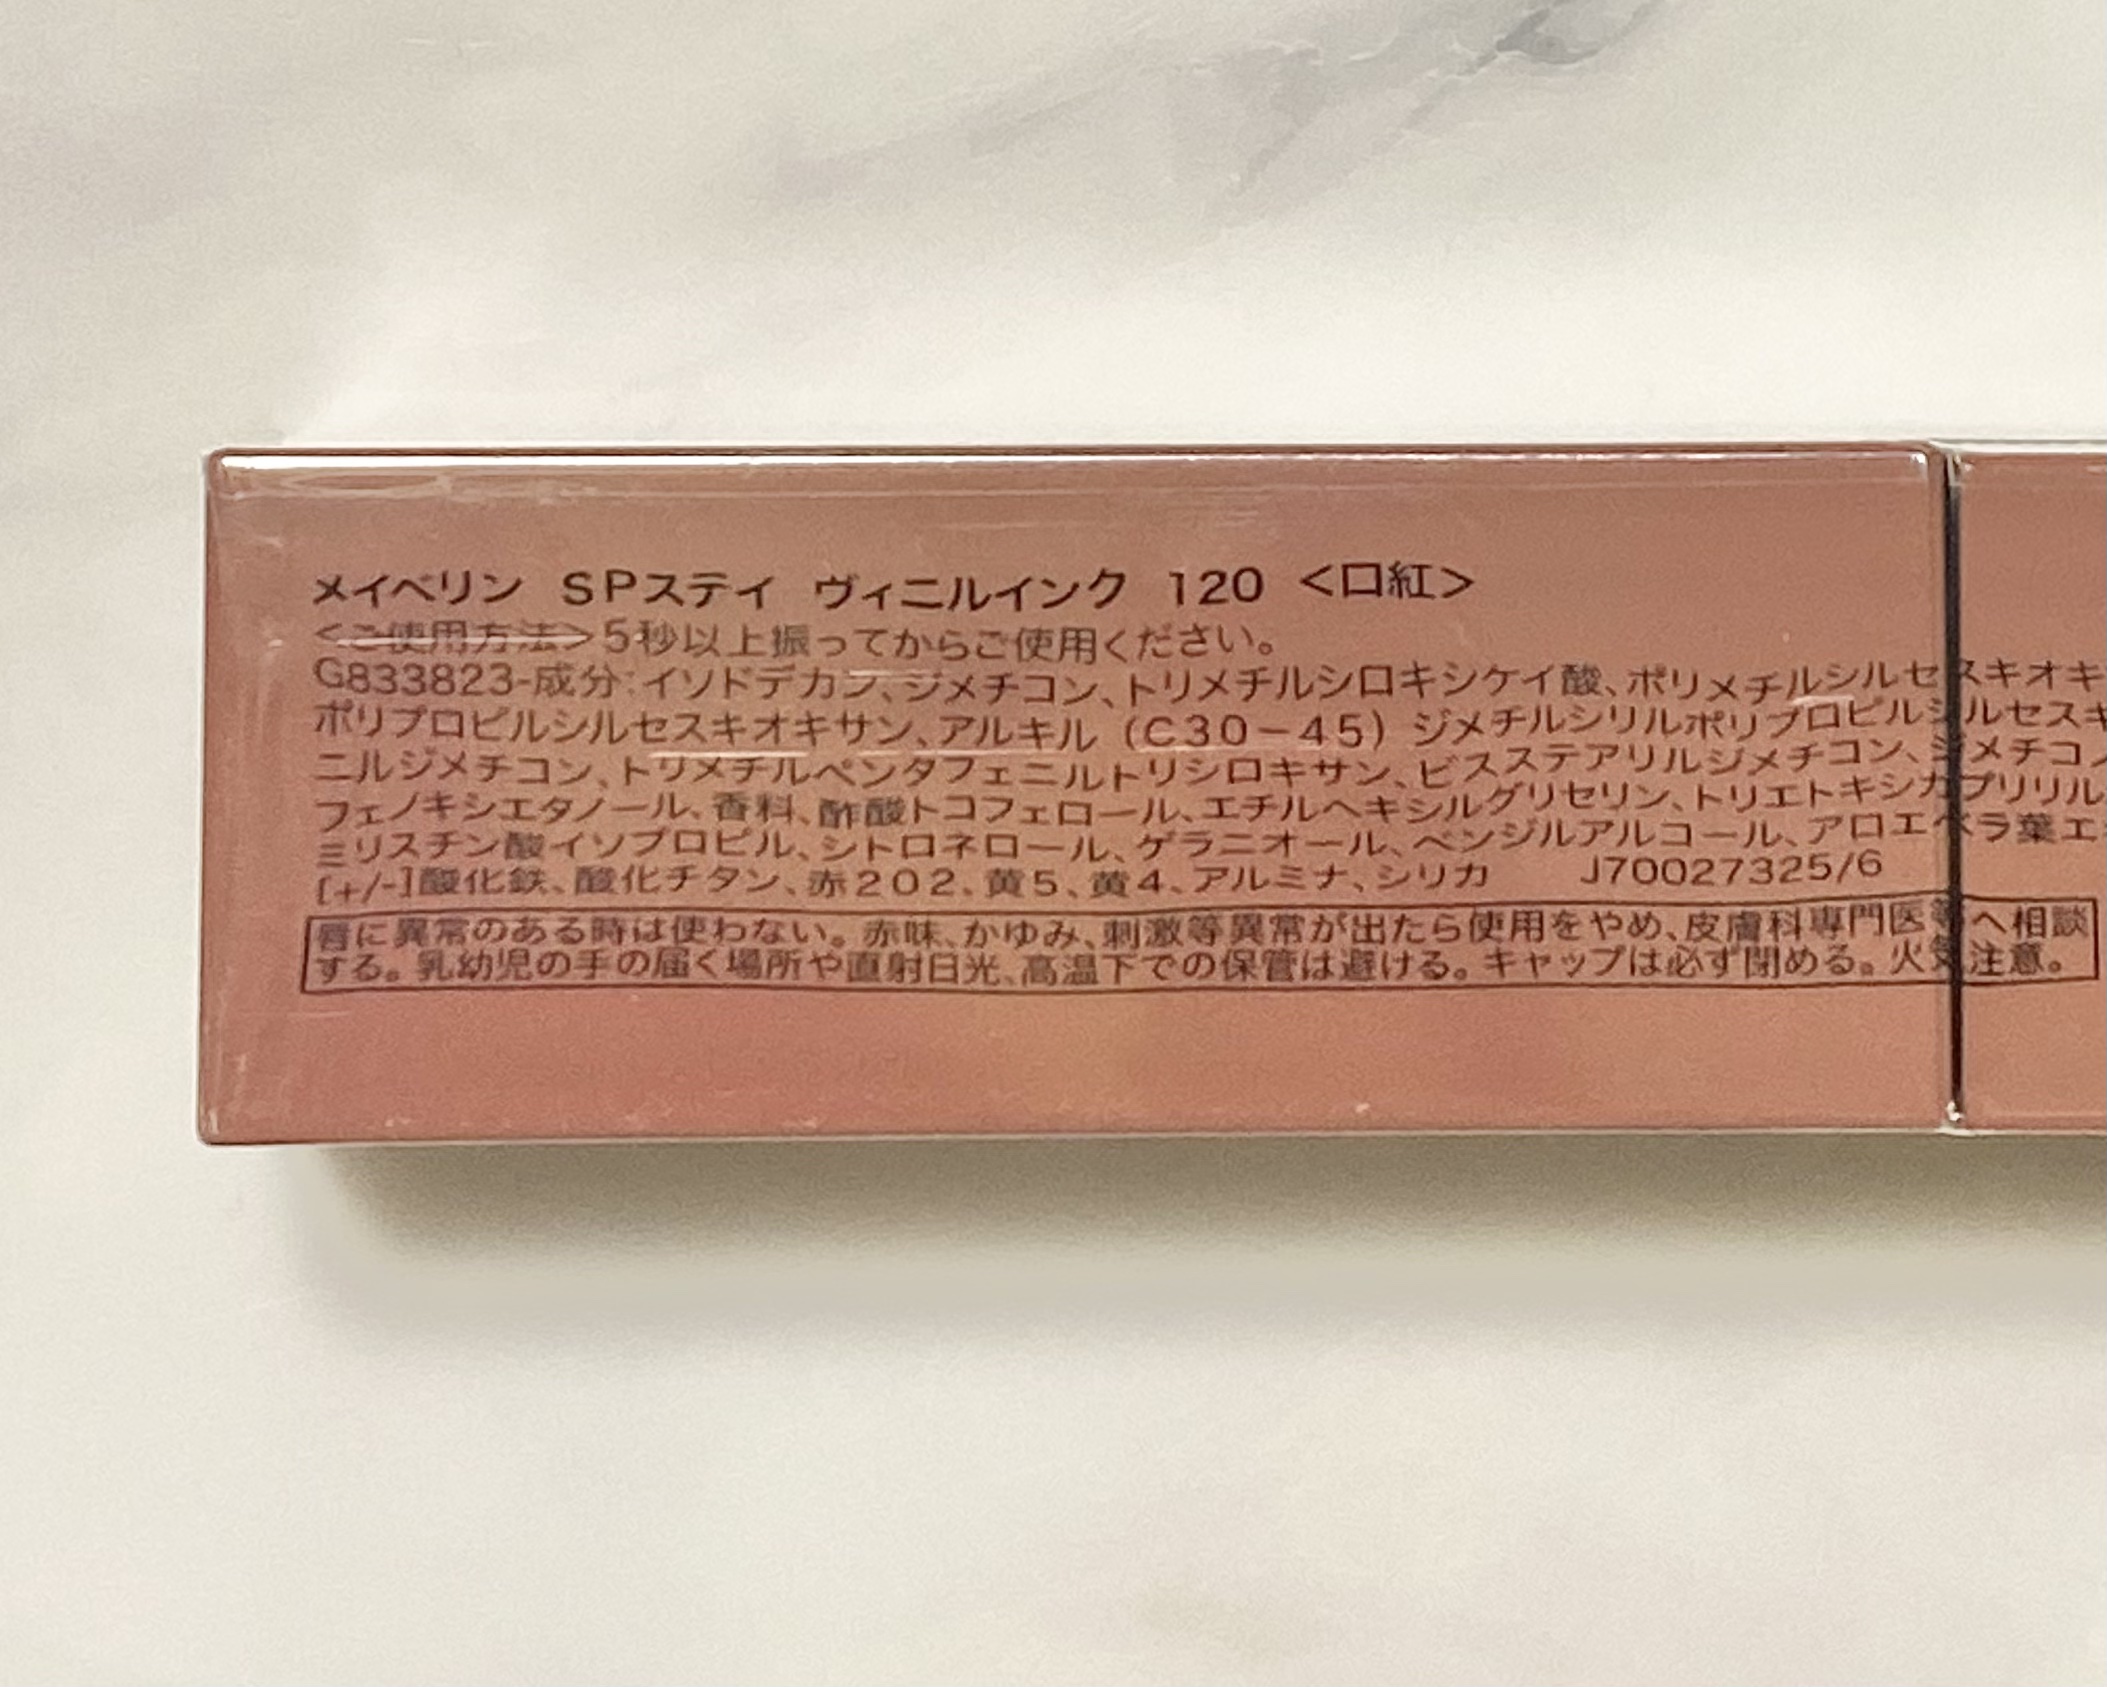 メイベリン SPステイ ヴィニルインク 120 <口紅>
<ご使用方法>5秒以上振ってからご使用ください。
G833823-成分:イソドデカン、ジメチコン、トリメチルシロキシケイ酸、ポリメチルシルセスキオキ
ポリプロピルシルセスキオキサン、アルキル(C30-45)ジメチルシリルポリプロピルシルセスキ
ニルジメチコン、トリメチルペンタフェニルトリシロキサン、ビスステアリルジメチコン、ジメチコノ
フェノキシエタノール、香料、酢酸トコフェロール、エチルヘキシルグリセリン、トリエトキシカプリリル
ミリスチン酸イソプロピル、シトロネロール、ゲラニオール、ベンジルアルコール、アロエベラ葉エ
[+/-]酸化鉄、酸化チタン、赤202、黄5、黄4、アルミナ、シリカ J70027325/6
唇に異常のある時は使わない。赤味、かゆみ、刺激等異常が出たら使用をやめ、皮膚科専門医等へ相談
する。乳幼児の手の届く場所や直射日光、高温下での保管は避ける。キャップは必ず閉める。火気注意。